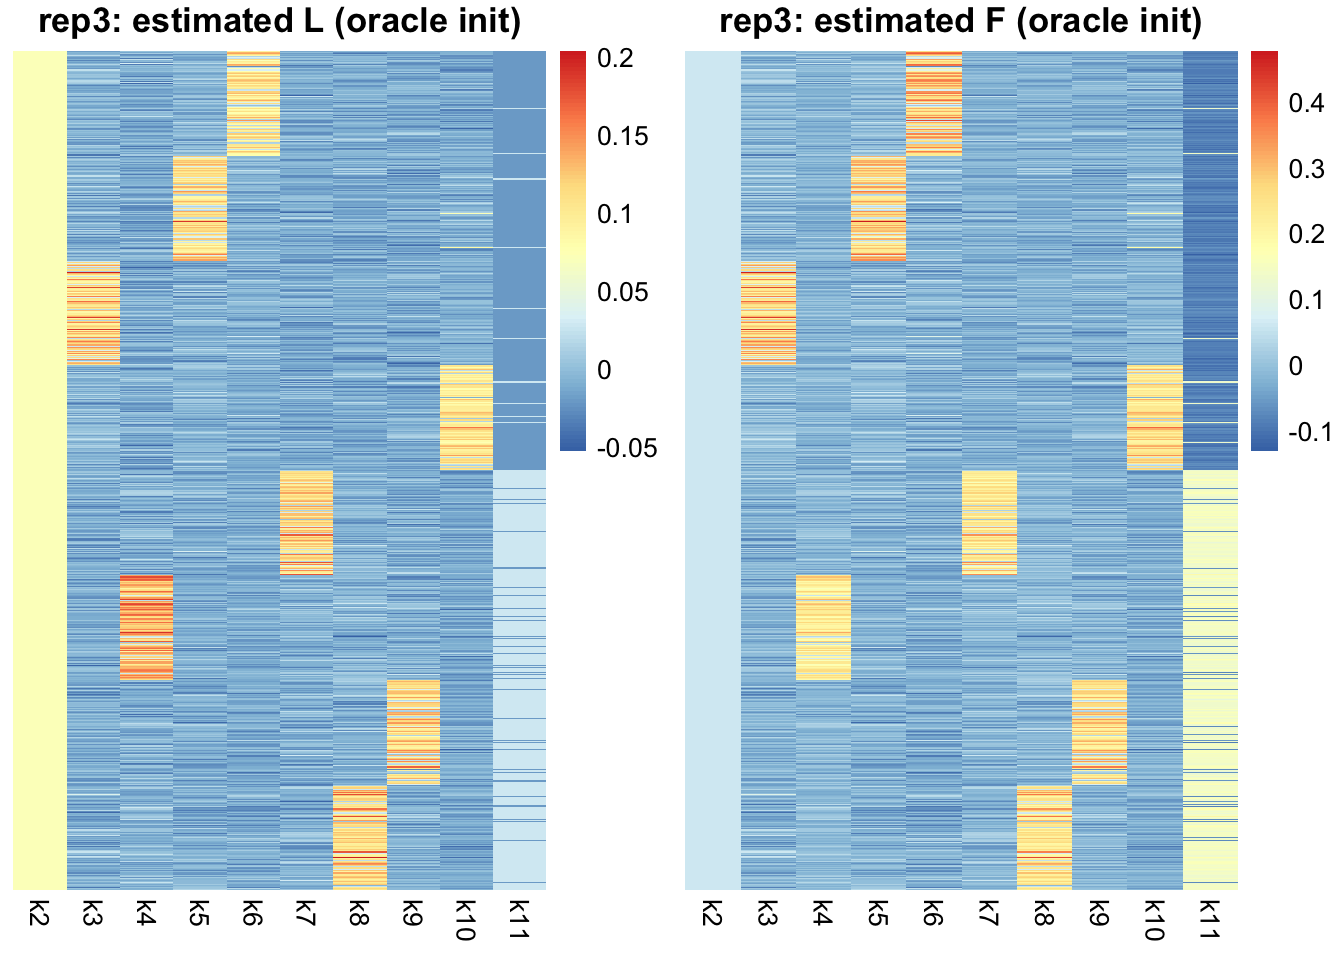 rep3: estimated L (oracle init)
0.2
0.15
0.1
0.05
0
-0.05
k2
k3
k4
k5
k6
k7
k8
k9
k10
k11
rep3: estimated F (oracle init)
0.4
0.3
0.2
0.1
0
-0.1
k2
k3
k4
k5
k6
k7
k8
k9
k10
k11